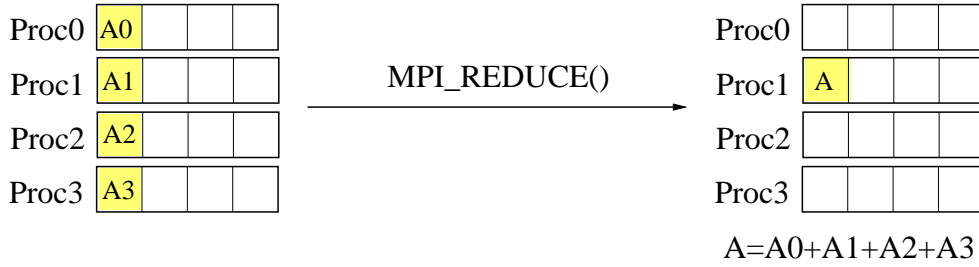 Proc0 A0
Proc1 A1
Proc2 A2
Proc3 A3
MPI_REDUCE()
Proc0
Proc1 A
Proc2
Proc3
A=A0+A1+A2+A3